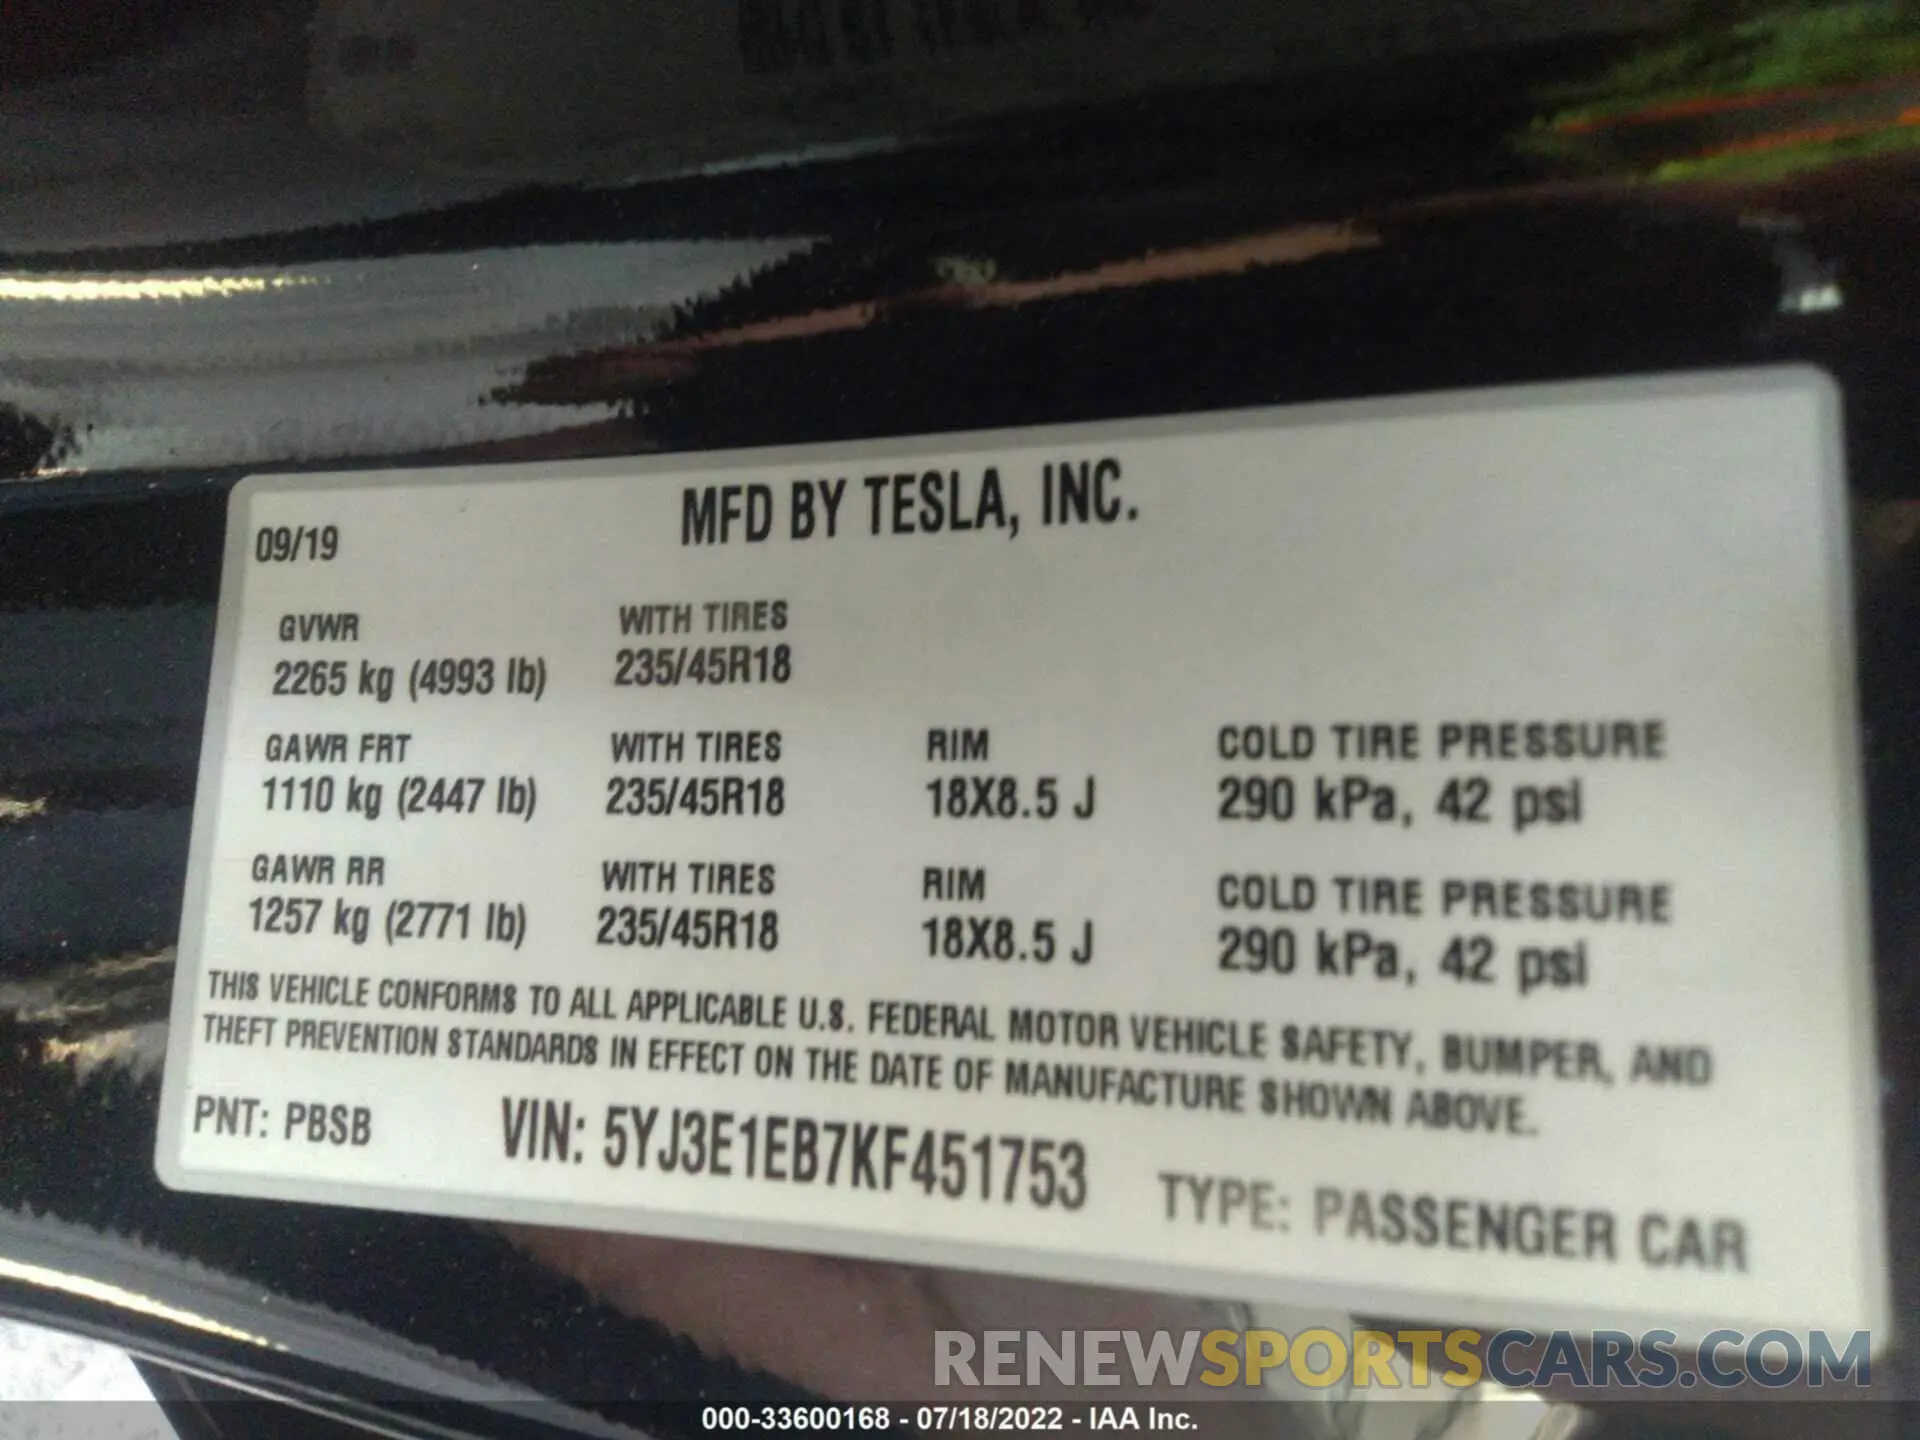 MFD BY TESLA, INC.
09/19
GVWR WITH TIRES
2265 kg (4993 lb) 235/45R18
GAWR FRT WITH TIRES RIM COLD TIRE PRESSURE
1110 kg (2447 lb) 235/45R18 18X8.5 J 290 kPa, 42 psi
GAWR RR WITH TIRES RIM COLD TIRE PRESSURE
1257 kg (2771 lb) 235/45R18 18X8.5 J 290 kPa, 42 psi
THIS VEHICLE CONFORMS TO ALL APPLICABLE U.S. FEDERAL MOTOR VEHICLE SAFETY, BUMPER, AND
THEFT PREVENTION STANDARDS IN EFFECT ON THE DATE OF MANUFACTURE SHOWN ABOVE.
PNT: PBSB VIN: 5YJ3E1EB7KF451753 TYPE: PASSENGER CAR
RENEWSPORTSCARS.COM
000-33600168 - 07/18/2022 - IAA Inc.